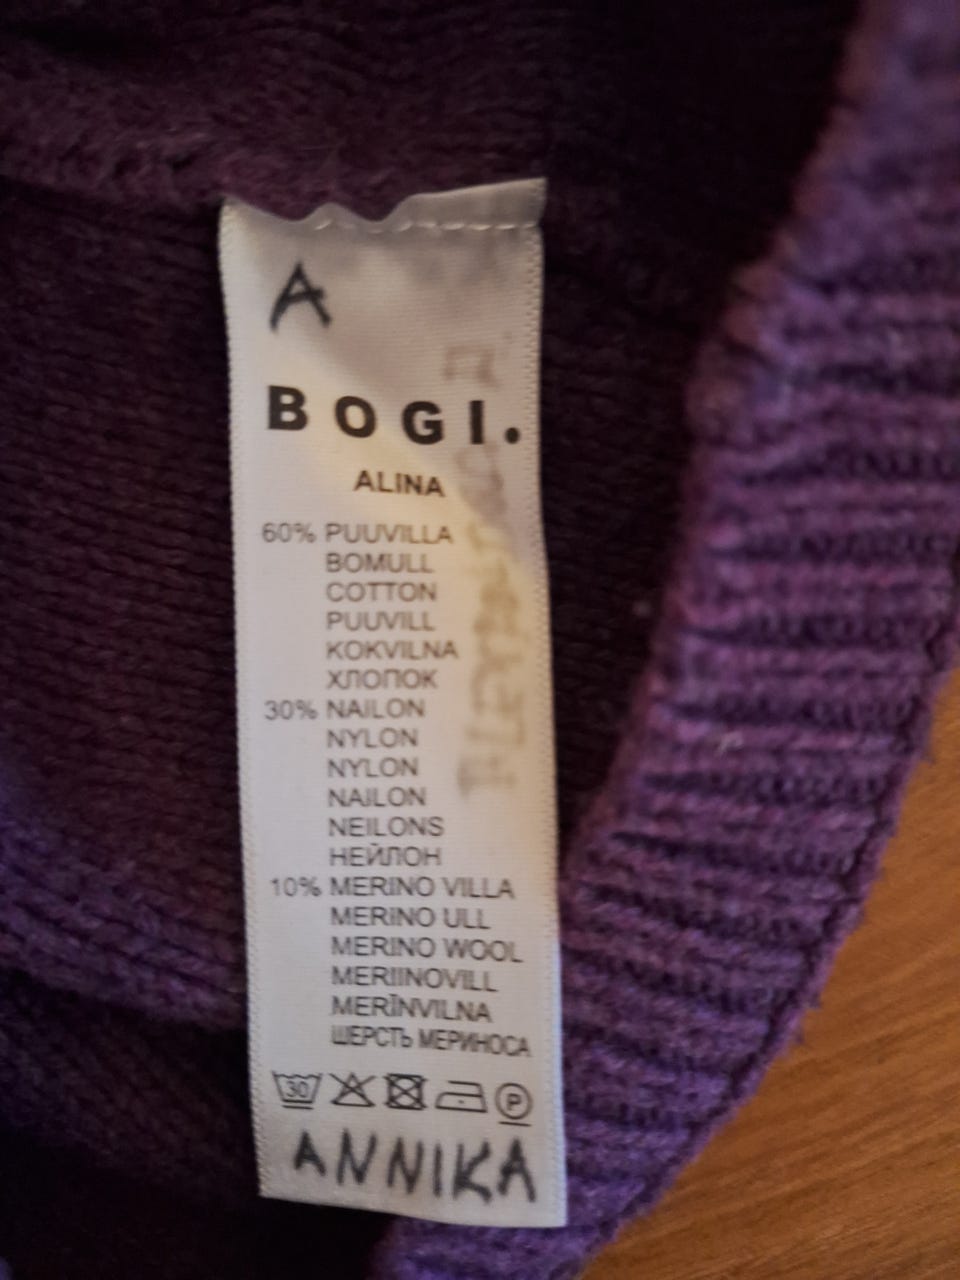 A
BOGI.
ALINA
60% PUUVILLA
BOMULL
COTTON
PUUVILL
KOKVILNA
ХЛОПОК
30% NAILON
NYLON
NYLON
NAILON
NEILONS
НЕЙЛОН
10% MERINO VILLA
MERINO ULL
MERINO WOOL
MERIINOVILL
MERĪNVILNA
ШЕРСТЬ МЕРИНОСА
30 P
ANNIKA